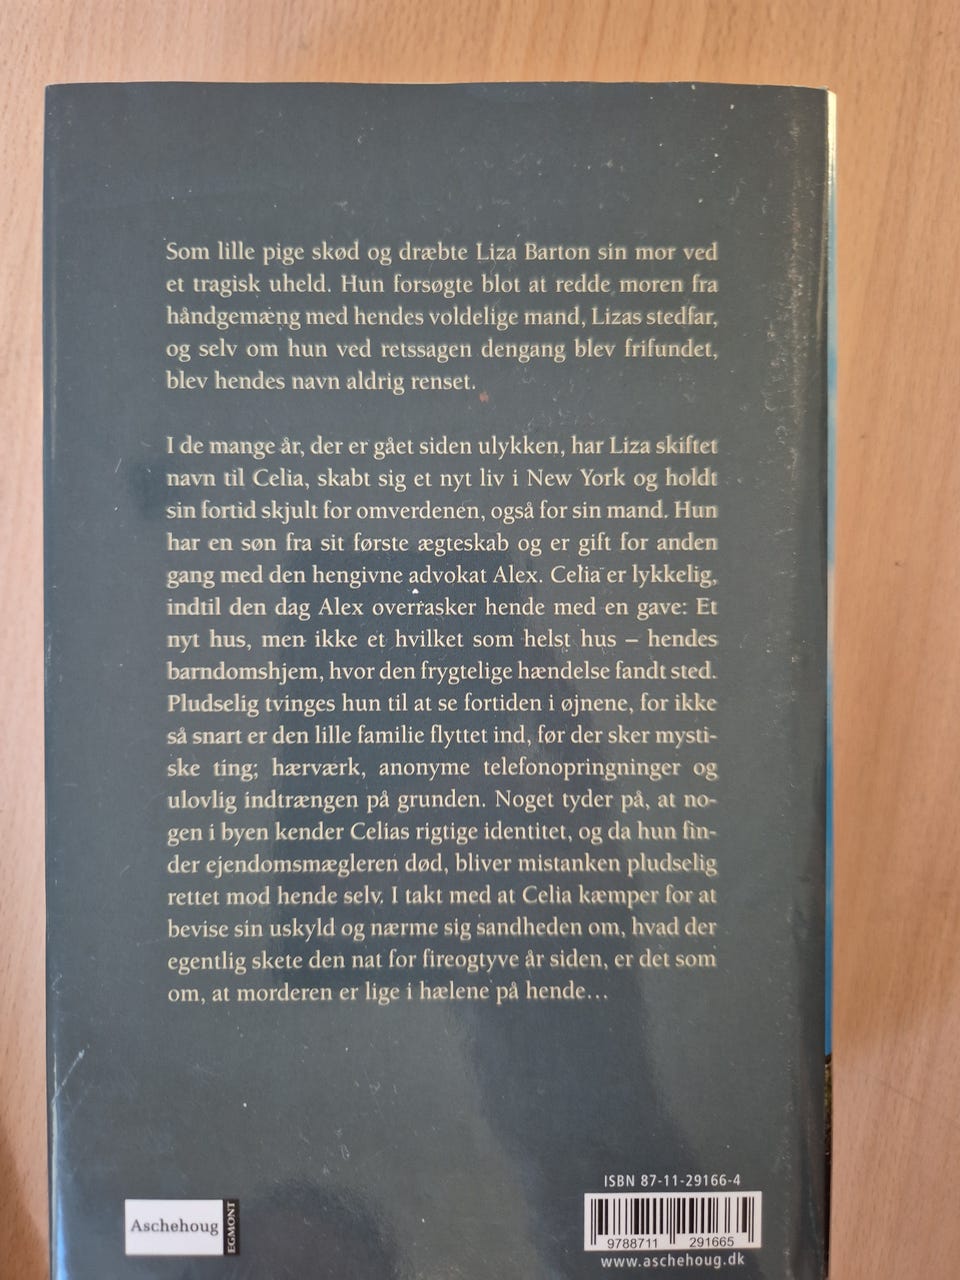 Som lille pige skød og dræbte Liza Barton sin mor ved
et tragisk uheld. Hun forsøgte blot at redde moren fra
håndgemæng med hendes voldelige mand, Lizas stedfar,
og selv om hun ved retssagen dengang blev frifundet,
blev hendes navn aldrig renset.
I de mange år, der er gået siden ulykken, har Liza skiftet
navn til Celia, skabt sig et nyt liv i New York og holdt
sin fortid skjult for omverdenen, også for sin mand. Hun
har en søn fra sit første ægteskab og er gift for anden
gang med den hengivne advokat Alex. Celia er lykkelig,
indtil den dag Alex overrasker hende med en gave: Et
nyt hus, men ikke et hvilket som helst hus – hendes
barndomshjem, hvor den frygtelige hændelse fandt sted.
Pludselig tvinges hun til at se fortiden i øjnene, for ikke
så snart er den lille familie flyttet ind, før der sker mysti-
ske ting; hærværk, anonyme telefonopringninger og
ulovlig indtrængen på grunden. Noget tyder på, at no-
gen i byen kender Celias rigtige identitet, og da hun fin-
der ejendomsmægleren død, bliver mistanken pludselig
rettet mod hende selv. I takt med at Celia kæmper for at
bevise sin uskyld og nærme sig sandheden om, hvad der
egentlig skete den nat for fireogtyve år siden, er det som
om, at morderen er lige i hælene på hende...
ISBN 87-11-29166-4
Aschehoug
EGMONT
9788711 291665
www.aschehoug.dk